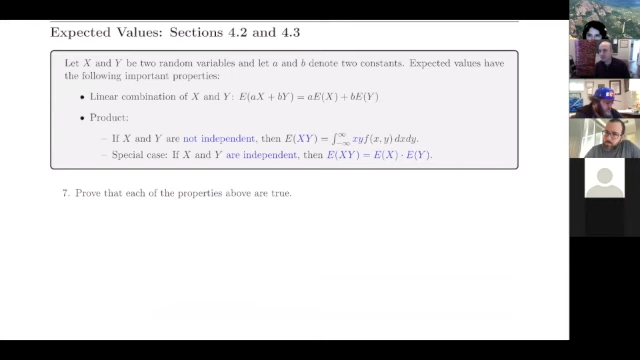 Expected Values: Sections 4.2 and 4.3
Let X and Y be two random variables and let a and b denote two constants. Expected values have
the following important properties:
• Linear combination of X and Y: E(aX + bY) = aE(X) + bE(Y)
• Product:
– If X and Y are not independent, then E(XY) = ∫_{-∞}^{∞} xyf(x, y) dxdy.
– Special case: If X and Y are independent, then E(XY) = E(X) · E(Y).
7. Prove that each of the properties above are true.